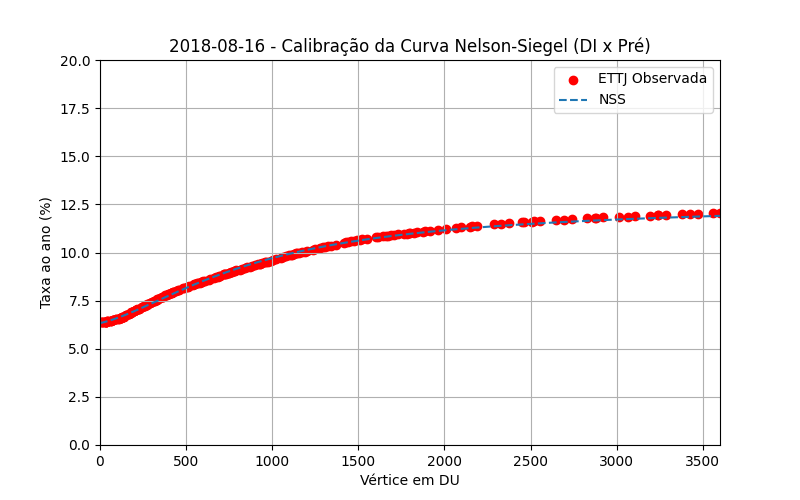 2018-08-16 - Calibração da Curva Nelson-Siegel (DI x Pré)
ETTJ Observada
NSS
Taxa ao ano (%)
20.0
17.5
15.0
12.5
10.0
7.5
5.0
2.5
0.0
0 500 1000 1500 2000 2500 3000 3500
Vértice em DU